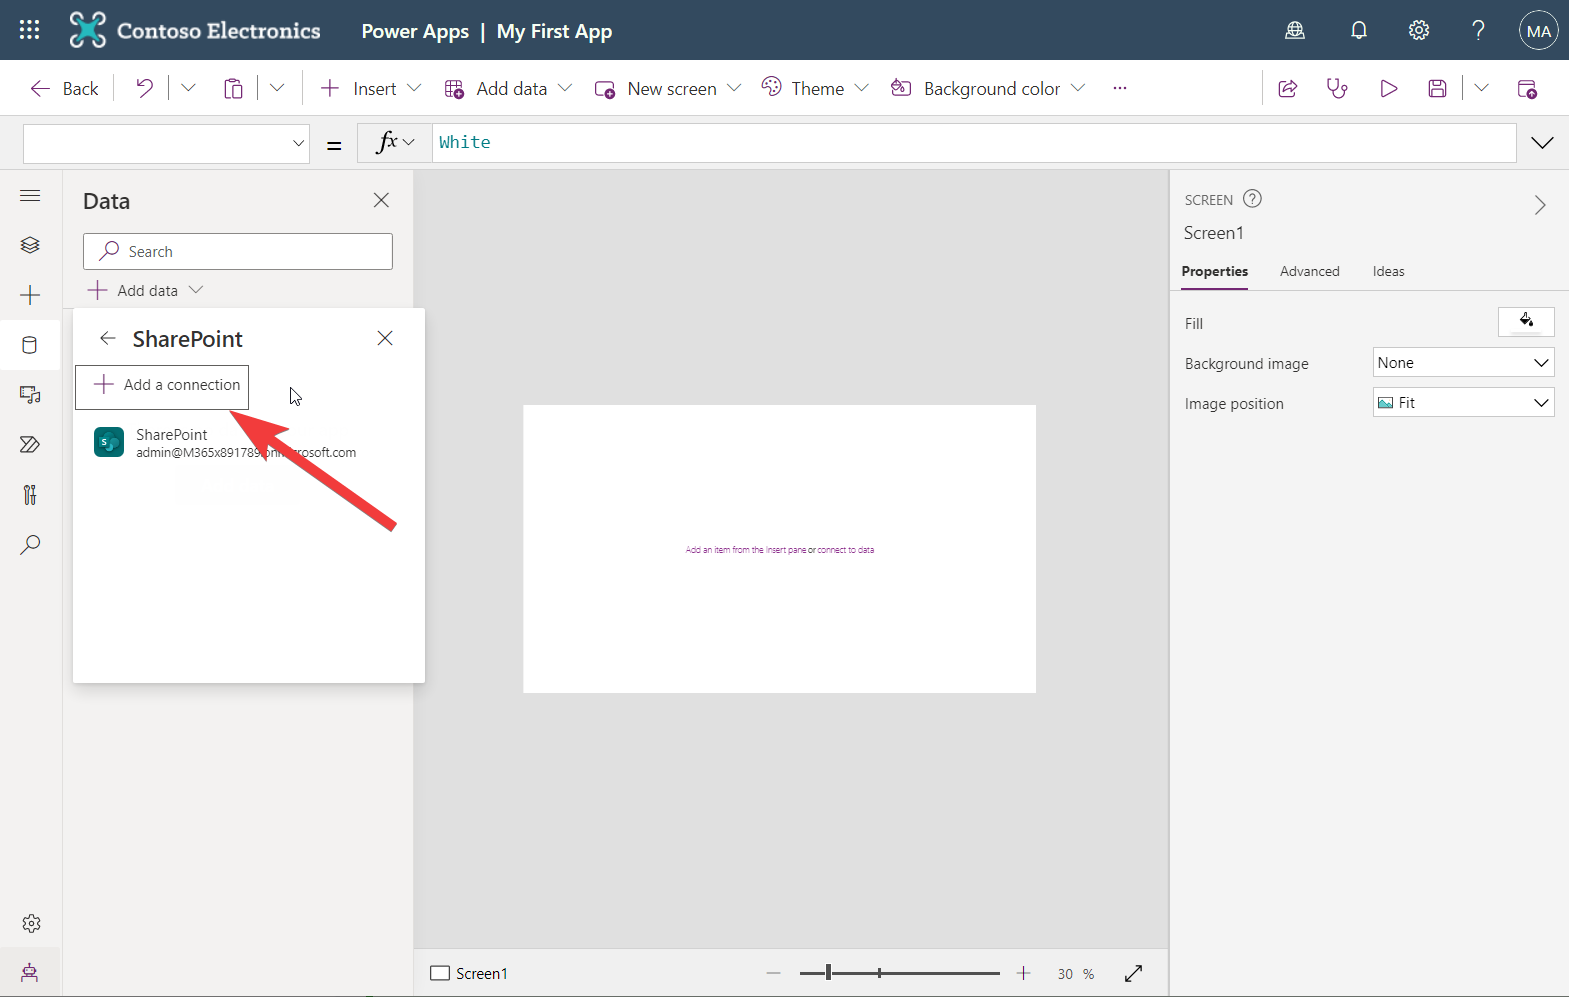 Contoso Electronics
Power Apps | My First App
MA
Back
Insert
Add data
New screen
Theme
Background color
...
=
fx
White
Data
Search
Add data
SharePoint
Add a connection
SharePoint
admin@M365x891789.onmicrosoft.com
Add an item from the Insert pane or connect to data
SCREEN
Screen1
Properties
Advanced
Ideas
Fill
Background image
None
Image position
Fit
Screen1
30 %